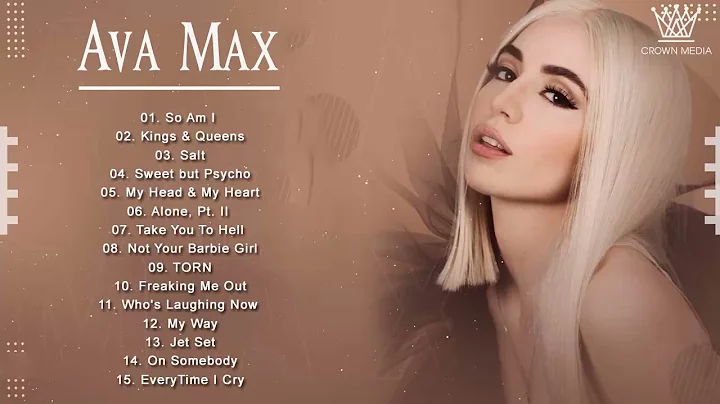 AVA MAX
CROWN MEDIA
01. So Am I
02. Kings & Queens
03. Salt
04. Sweet but Psycho
05. My Head & My Heart
06. Alone, Pt. II
07. Take You To Hell
08. Not Your Barbie Girl
09. TORN
10. Freaking Me Out
11. Who's Laughing Now
12. My Way
13. Jet Set
14. On Somebody
15. EveryTime I Cry